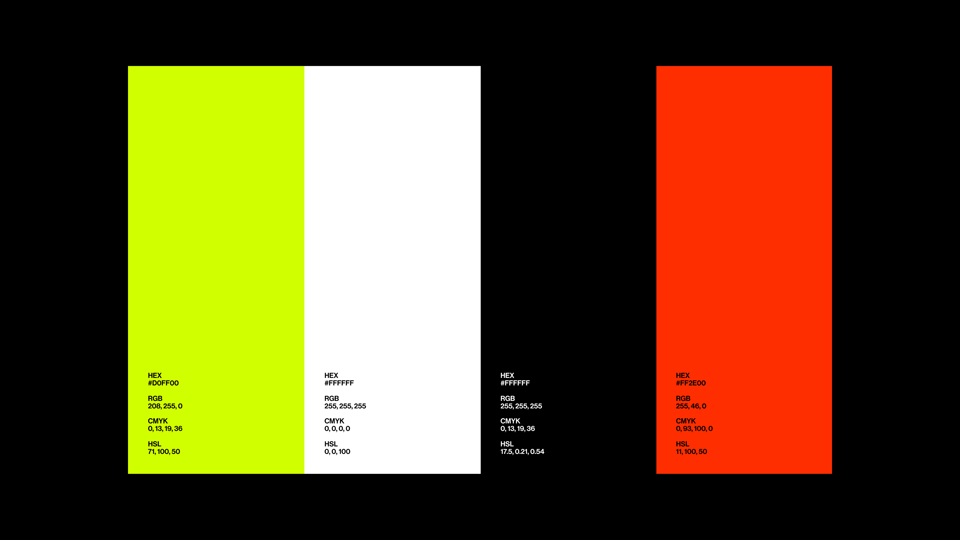 HEX
#D0FF00
RGB
208, 255, 0
CMYK
0, 13, 19, 36
HSL
71, 100, 50
HEX
#FFFFFF
RGB
255, 255, 255
CMYK
0, 0, 0, 0
HSL
0, 0, 100
HEX
#FFFFFF
RGB
255, 255, 255
CMYK
0, 13, 19, 36
HSL
17.5, 0.21, 0.54
HEX
#FF2E00
RGB
255, 46, 0
CMYK
0, 93, 100, 0
HSL
11, 100, 50